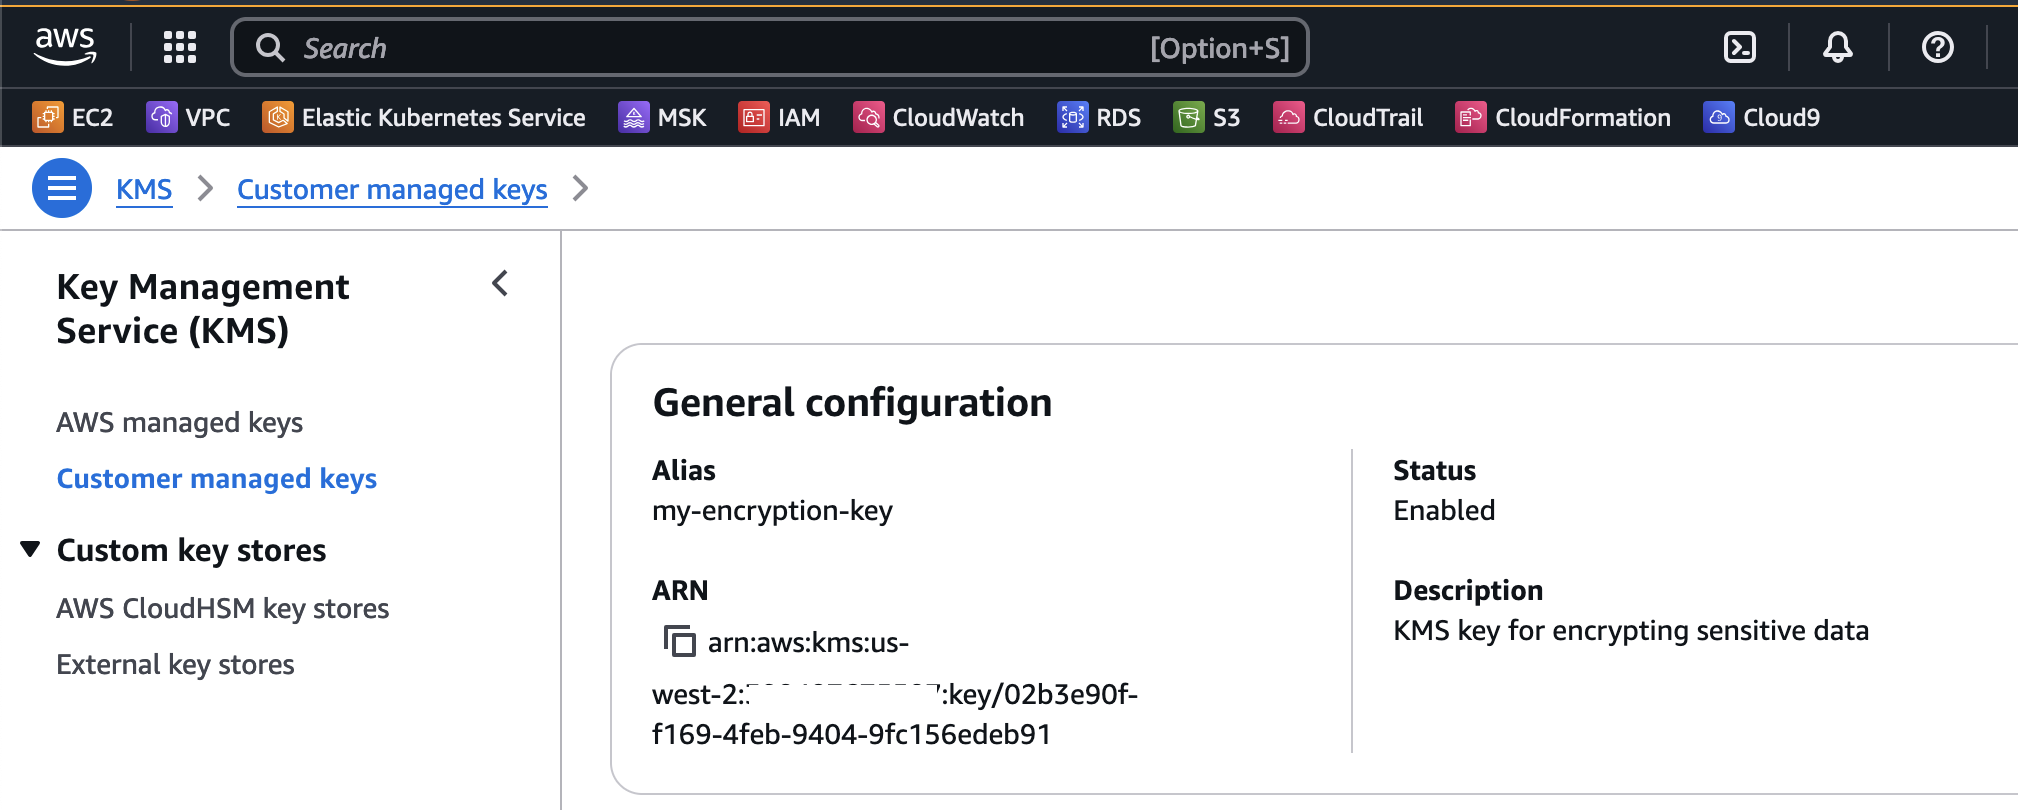 aws
Search [Option+S]
EC2 VPC Elastic Kubernetes Service MSK IAM CloudWatch RDS S3 CloudTrail CloudFormation Cloud9
KMS Customer managed keys
Key Management
Service (KMS)
AWS managed keys
Customer managed keys
Custom key stores
AWS CloudHSM key stores
External key stores
General configuration
Alias
my-encryption-key
ARN
arn:aws:kms:us-
west-2: :key/02b3e90f-
f169-4feb-9404-9fc156edeb91
Status
Enabled
Description
KMS key for encrypting sensitive data